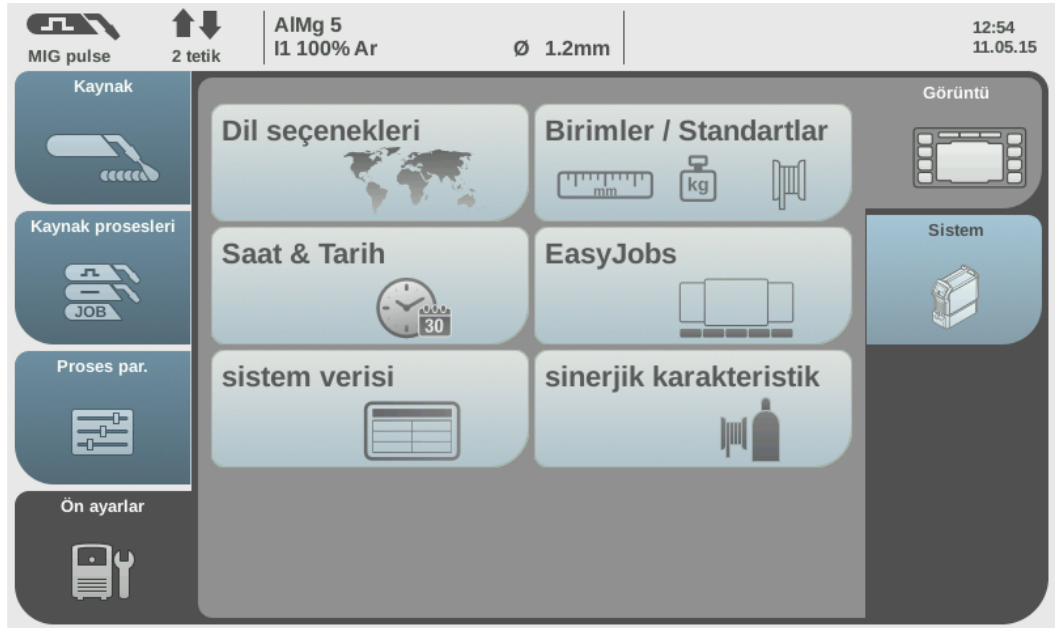 MIG pulse
2 tetik
AlMg 5
I1 100% Ar
Ø 1.2mm
12:54
11.05.15
Kaynak
Kaynak prosesleri
JOB
Proses par.
Ön ayarlar
Dil seçenekleri
Birimler / Standartlar
mm
kg
Saat & Tarih
30
EasyJobs
sistem verisi
sinerjik karakteristik
Görüntü
Sistem